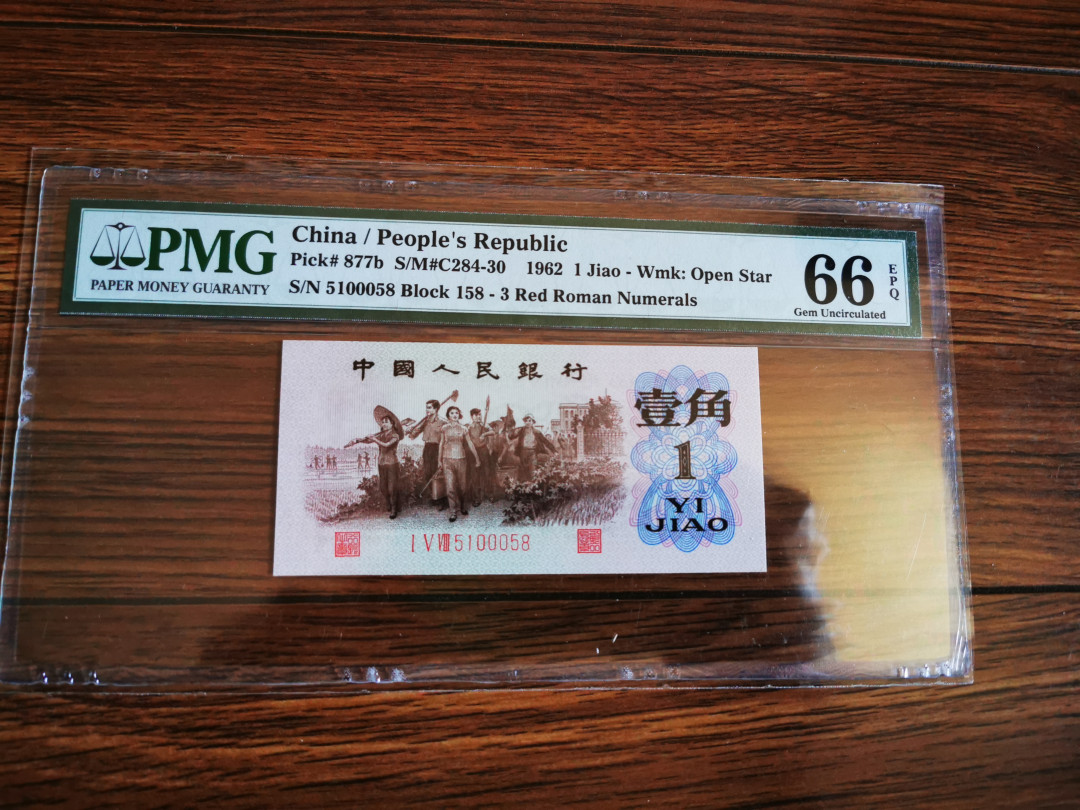 PMG
PAPER MONEY GUARANTY
China / People's Republic
Pick# 877b S/M#C284-30 1962 1 Jiao - Wmk: Open Star
S/N 5100058 Block 158 - 3 Red Roman Numerals
66
EPQ
Gem Uncirculated
中國人民銀行
壹角
1
YI
JIAO
I V VIII 5100058